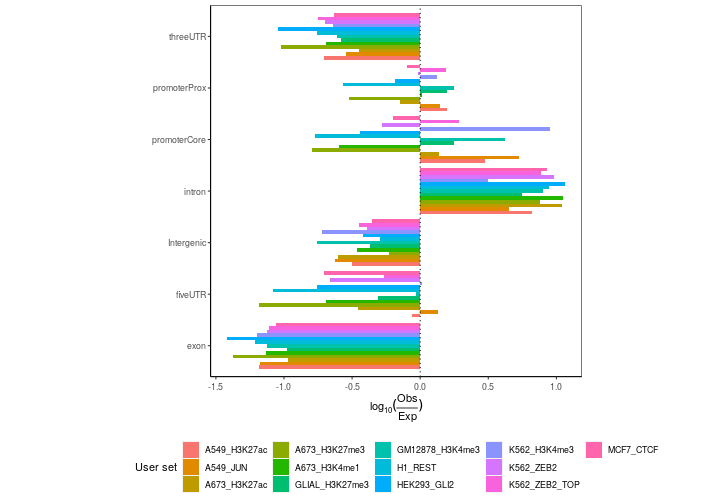 threeUTR
promoterProx
promoterCore
intron
Intergenic
fiveUTR
exon
-1.5 -1.0 -0.5 0.0 0.5 1.0
log10(Obs/Exp)
User set
A549_H3K27ac A673_H3K27me3 GM12878_H3K4me3 K562_H3K4me3 MCF7_CTCF
A549_JUN A673_H3K4me1 H1_REST K562_ZEB2
A673_H3K27ac GLIAL_H3K27me3 HEK293_GLI2 K562_ZEB2_TOP